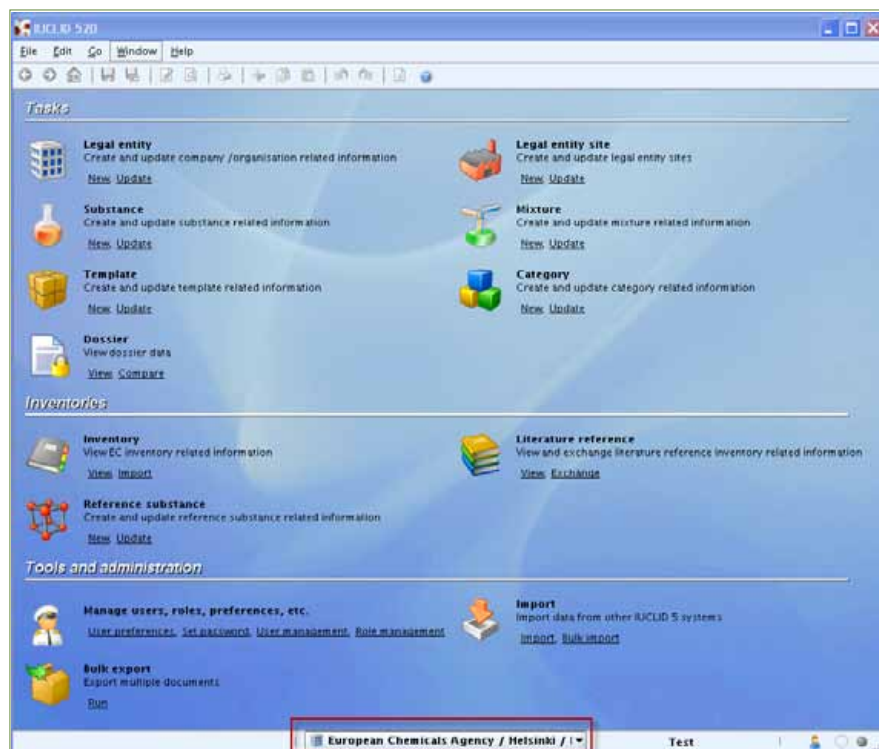 IUCLID 520
File Edit Go Window Help
Tasks
Legal entity
Create and update company /organisation related information
New, Update
Legal entity site
Create and update legal entity sites
New, Update
Substance
Create and update substance related information
New, Update
Mixture
Create and update mixture related information
New, Update
Template
Create and update template related information
New, Update
Category
Create and update category related information
New, Update
Dossier
View dossier data
View, Compare
Inventories
Inventory
View EC inventory related information
View, Import
Literature reference
View and exchange literature reference inventory related information
View, Exchange
Reference substance
Create and update reference substance related information
New, Update
Tools and administration
Manage users, roles, preferences, etc.
User preferences, Set password, User management, Role management
Import
Import data from other IUCLID 5 systems
Import, Bulk import
Bulk export
Export multiple documents
Run
European Chemicals Agency / Helsinki /
Test